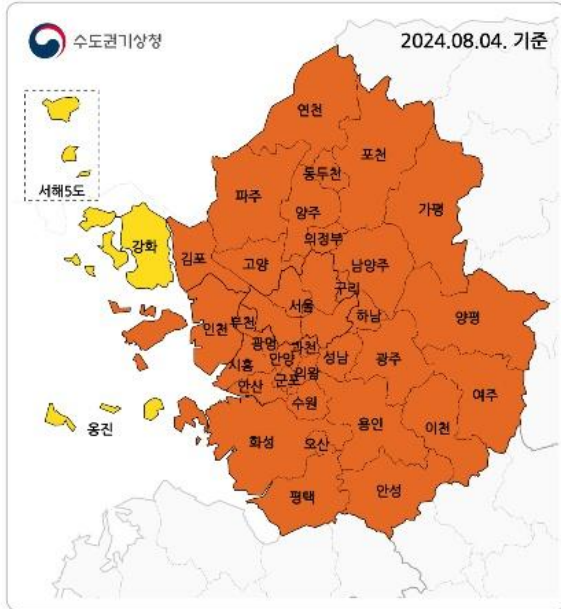 수도권기상청
2024.08.04. 기준
연천
포천
서해5도
동두천
파주
가평
양주
강화
의정부
김포
고양
남양주
구리
서울
하남
양평
인천
부천
광명
과천
안양
성남
광주
시흥
의왕
안산
군포
여주
수원
옹진
용인
이천
화성
오산
평택
안성